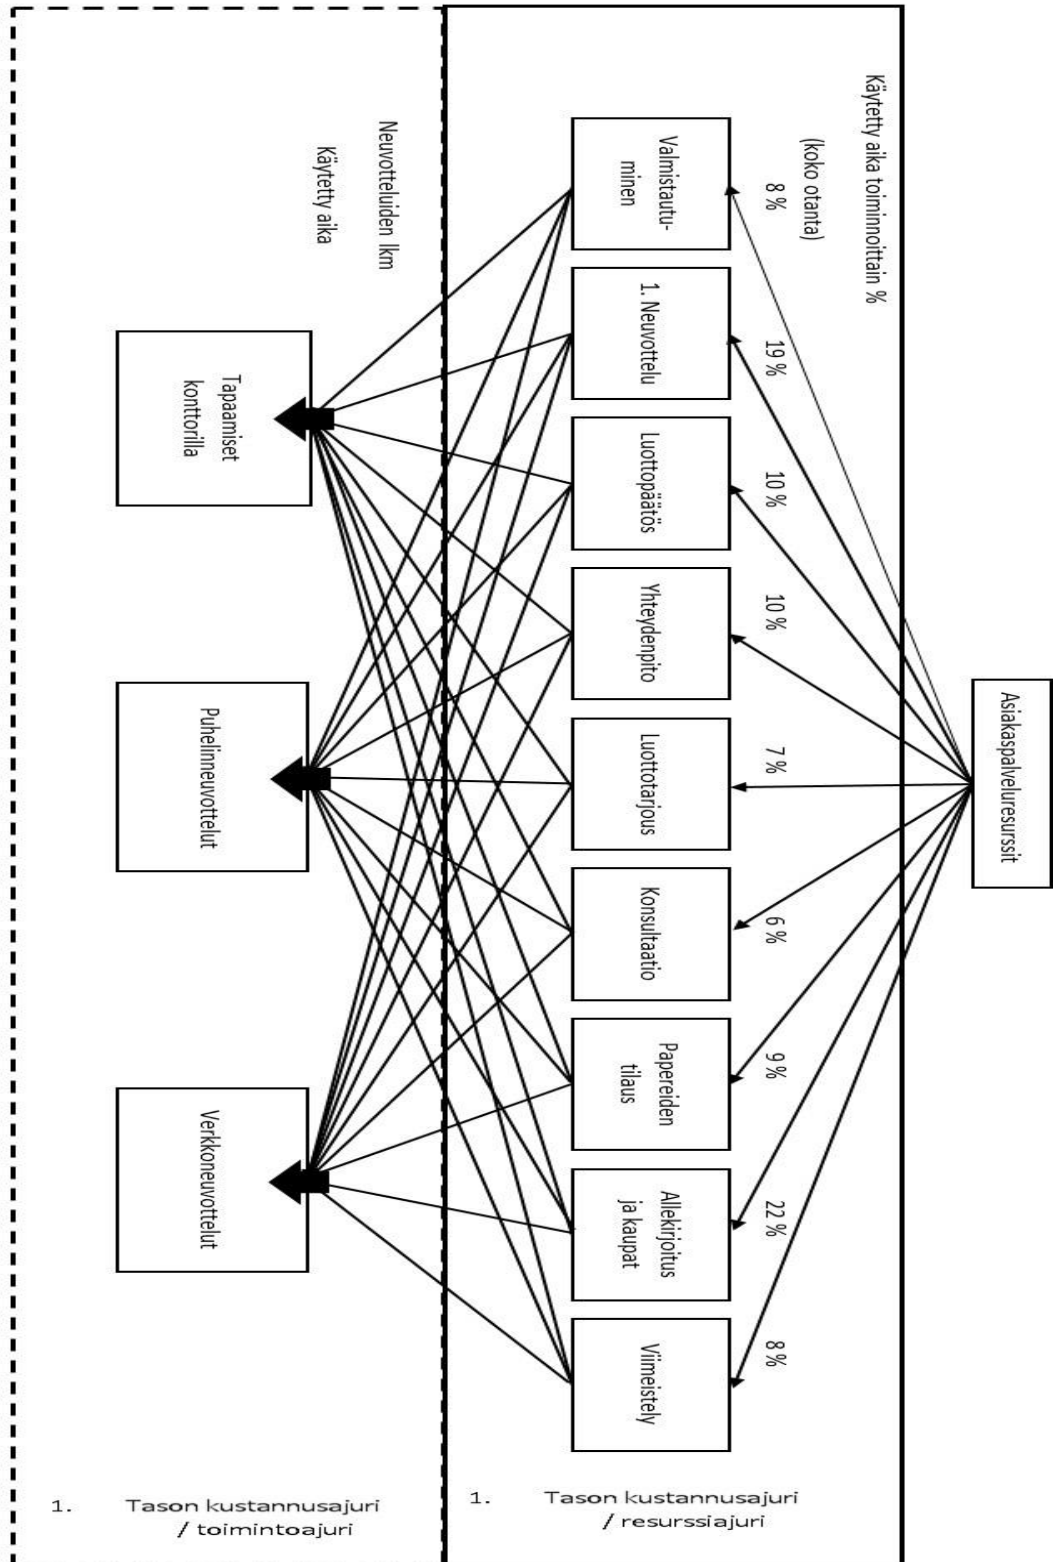 Asiakaspalveluresurssit
Käytetty aika toiminnoittain %
(koko otanta)
8 %
19 %
10 %
10 %
7 %
6 %
9 %
22 %
8 %
Valmistautu-
minen
1. Neuvottelu
Luottopäätös
Yhteydenpito
Luottotarjous
Konsultaatio
Papereiden
tilaus
Allekirjoitus
ja kaupat
Viimeistely
1. Tason kustannusajuri
/ resurssiajuri
Neuvotteluiden lkm
Käytetty aika
Tapaamiset
konttorilla
Puhelinneuvottelut
Verkkoneuvottelut
1. Tason kustannusajuri
/ toimintoajuri